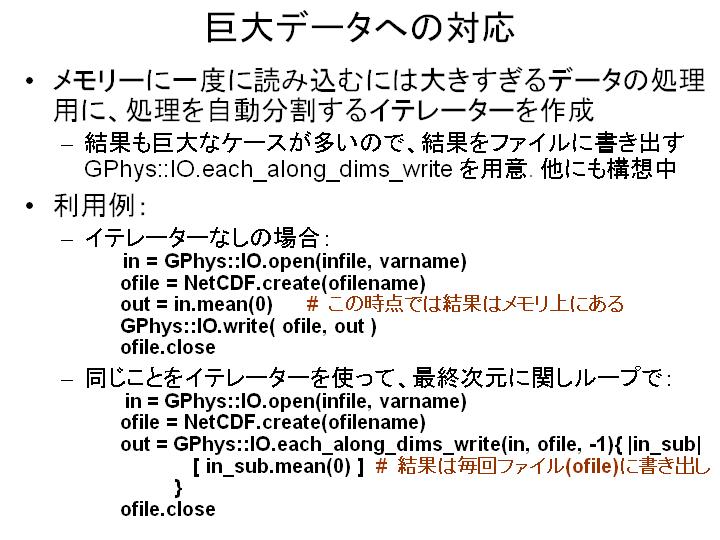 巨大データへの対応
• メモリーに一度に読み込むには大きすぎるデータの処理
用に、処理を自動分割するイテレーターを作成
– 結果も巨大なケースが多いので、結果をファイルに書き出す
GPhys::IO.each_along_dims_write を用意. 他にも構想中
• 利用例：
– イテレーターなしの場合：
in = GPhys::IO.open(infile, varname)
ofile = NetCDF.create(ofilename)
out = in.mean(0) # この時点では結果はメモリ上にある
GPhys::IO.write( ofile, out )
ofile.close
– 同じことをイテレーターを使って、最終次元に関しループで：
in = GPhys::IO.open(infile, varname)
ofile = NetCDF.create(ofilename)
out = GPhys::IO.each_along_dims_write(in, ofile, -1){ |in_sub|
[ in_sub.mean(0) ] # 結果は毎回ファイル(ofile)に書き出し
}
ofile.close